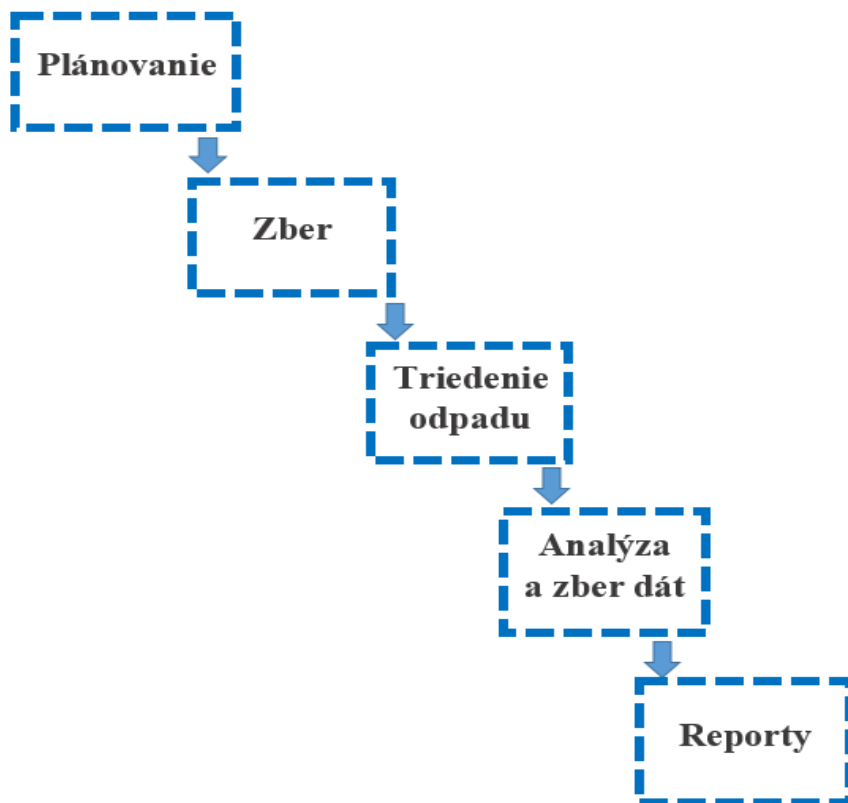 Plánovanie
Zber
Triedenie
odpadu
Analýza
a zber dát
Reporty